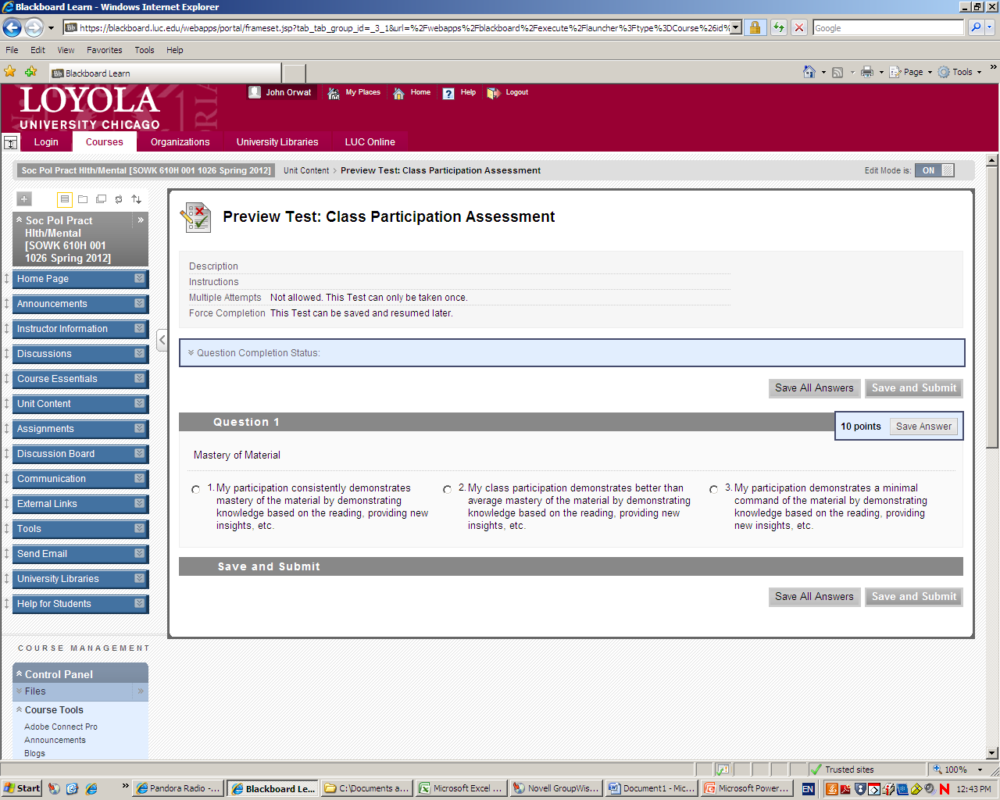 Blackboard Learn - Windows Internet Explorer
https://blackboard.luc.edu/webapps/portal/frameset.jsp?tab_tab_group_id=_3_1&url=%2Fwebapps%2Fblackboard%2Fexecute%2Flauncher%3Ftype%3DCourse%26id%
Google
File Edit View Favorites Tools Help
Blackboard Learn
Page Tools
LOYOLA
UNIVERSITY CHICAGO
John Orwat My Places Home Help Logout
Login Courses Organizations University Libraries LUC Online
Soc Pol Pract Hlth/Mental [SOWK 610H 001 1026 Spring 2012] Unit Content > Preview Test: Class Participation Assessment
Edit Mode is: ON
Soc Pol Pract
Hlth/Mental
[SOWK 610H 001
1026 Spring 2012]
Home Page
Announcements
Instructor Information
Discussions
Course Essentials
Unit Content
Assignments
Discussion Board
Communication
External Links
Tools
Send Email
University Libraries
Help for Students
COURSE MANAGEMENT
Control Panel
Files
Course Tools
Adobe Connect Pro
Announcements
Blogs
Preview Test: Class Participation Assessment
Description
Instructions
Multiple Attempts Not allowed. This Test can only be taken once.
Force Completion This Test can be saved and resumed later.
Question Completion Status:
Save All Answers Save and Submit
Question 1
10 points Save Answer
Mastery of Material
1. My participation consistently demonstrates
mastery of the material by demonstrating
knowledge based on the reading, providing new
insights, etc.
2. My class participation demonstrates better than
average mastery of the material by demonstrating
knowledge based on the reading, providing new
insights, etc.
3. My participation demonstrates a minimal
command of the material by demonstrating
knowledge based on the reading, providing
new insights, etc.
Save and Submit
Save All Answers Save and Submit
Trusted sites 100%
Start Pandora Radio -... Blackboard Le... C:\Documents a... Microsoft Excel ... Novell GroupWis... Document1 - Mic... Microsoft Power... EN 12:43 PM